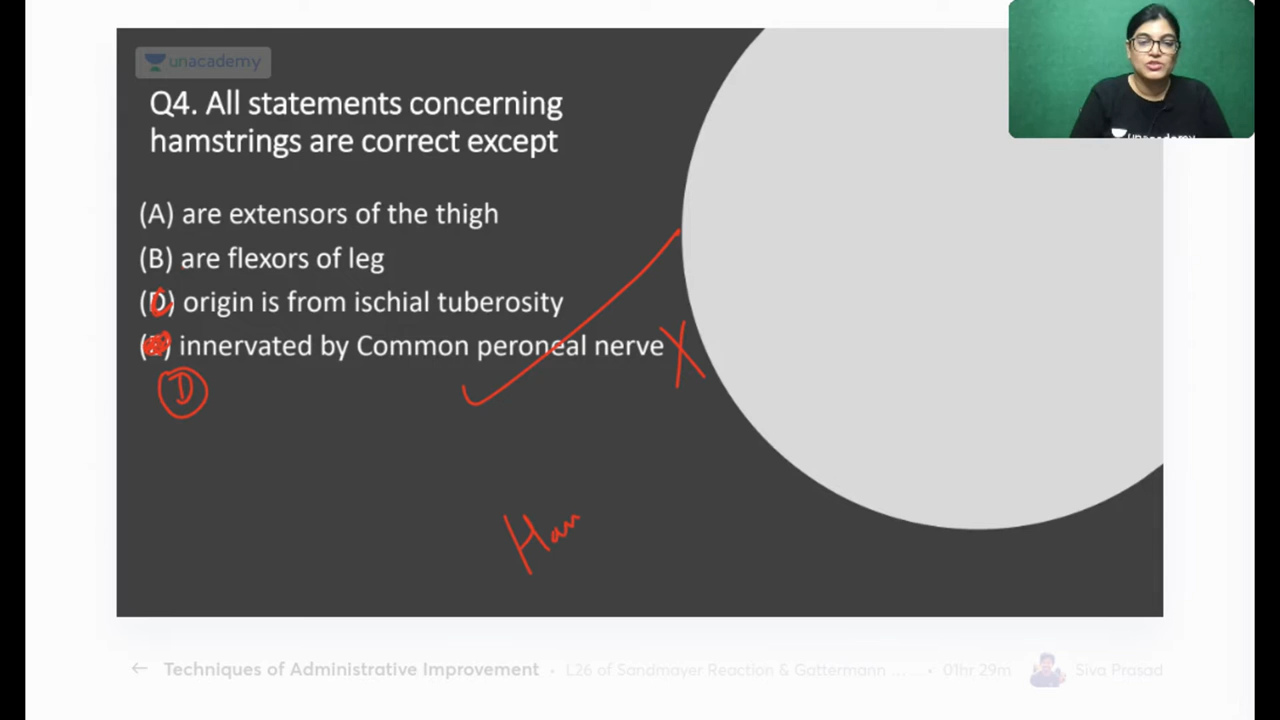 unacademy
Q4. All statements concerning
hamstrings are correct except
(A) are extensors of the thigh
(B) are flexors of leg
(D) origin is from ischial tuberosity
innervated by Common peroneal nerve
D
Ham
unacademy
← Techniques of Administrative Improvement • L26 of Sandmayer Reaction & Gattermann ... ... • 01hr 29m Siva Prasad